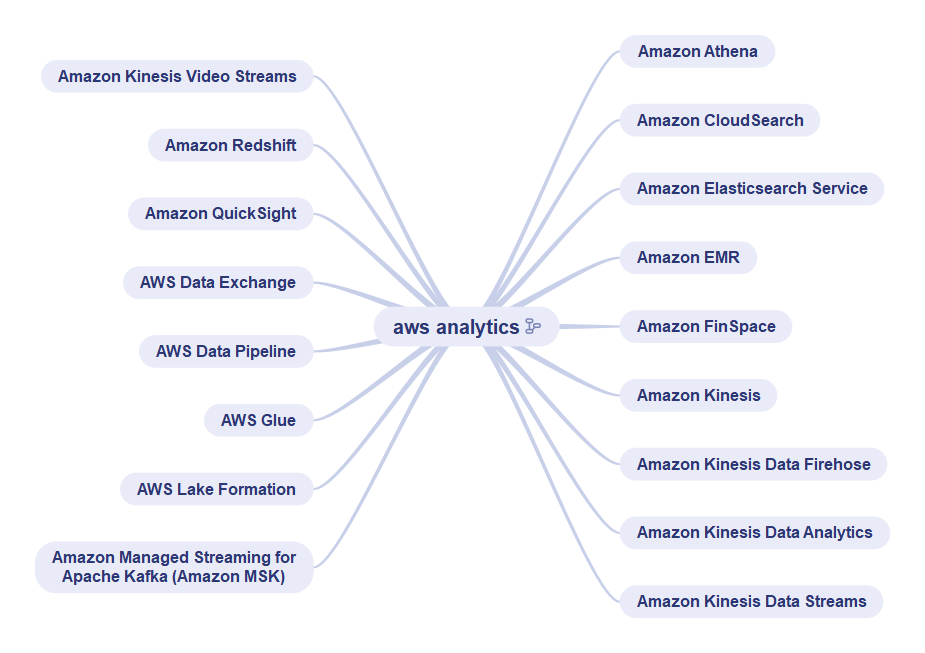 Amazon Kinesis Video Streams
Amazon Redshift
Amazon QuickSight
AWS Data Exchange
AWS Data Pipeline
AWS Glue
AWS Lake Formation
Amazon Managed Streaming for
Apache Kafka (Amazon MSK)
aws analytics
Amazon Athena
Amazon CloudSearch
Amazon Elasticsearch Service
Amazon EMR
Amazon FinSpace
Amazon Kinesis
Amazon Kinesis Data Firehose
Amazon Kinesis Data Analytics
Amazon Kinesis Data Streams